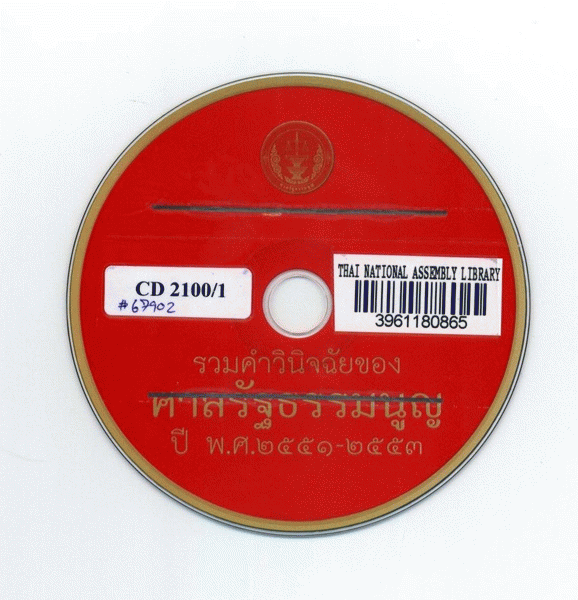 CD 2100/1
#67902
THAI NATIONAL ASSEMBLY LIBRARY
3961180865
รวมคำวินิจฉัยของ
ศาลรัฐธรรมนูญ
ปี พ.ศ.๒๕๕๑-๒๕๕๓